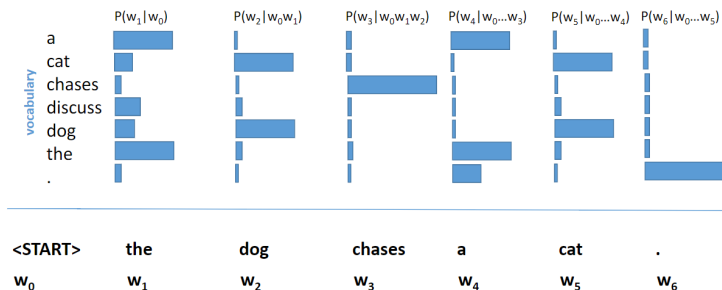 P(w₁|w₀) P(w₂|w₀w₁) P(w₃|w₀w₁w₂) P(w₄|w₀...w₃) P(w₅|w₀...w₄) P(w₆|w₀...w₅)
vocabulary
a
cat
chases
discuss
dog
the
.
<START> the dog chases a cat .
w₀ w₁ w₂ w₃ w₄ w₅ w₆